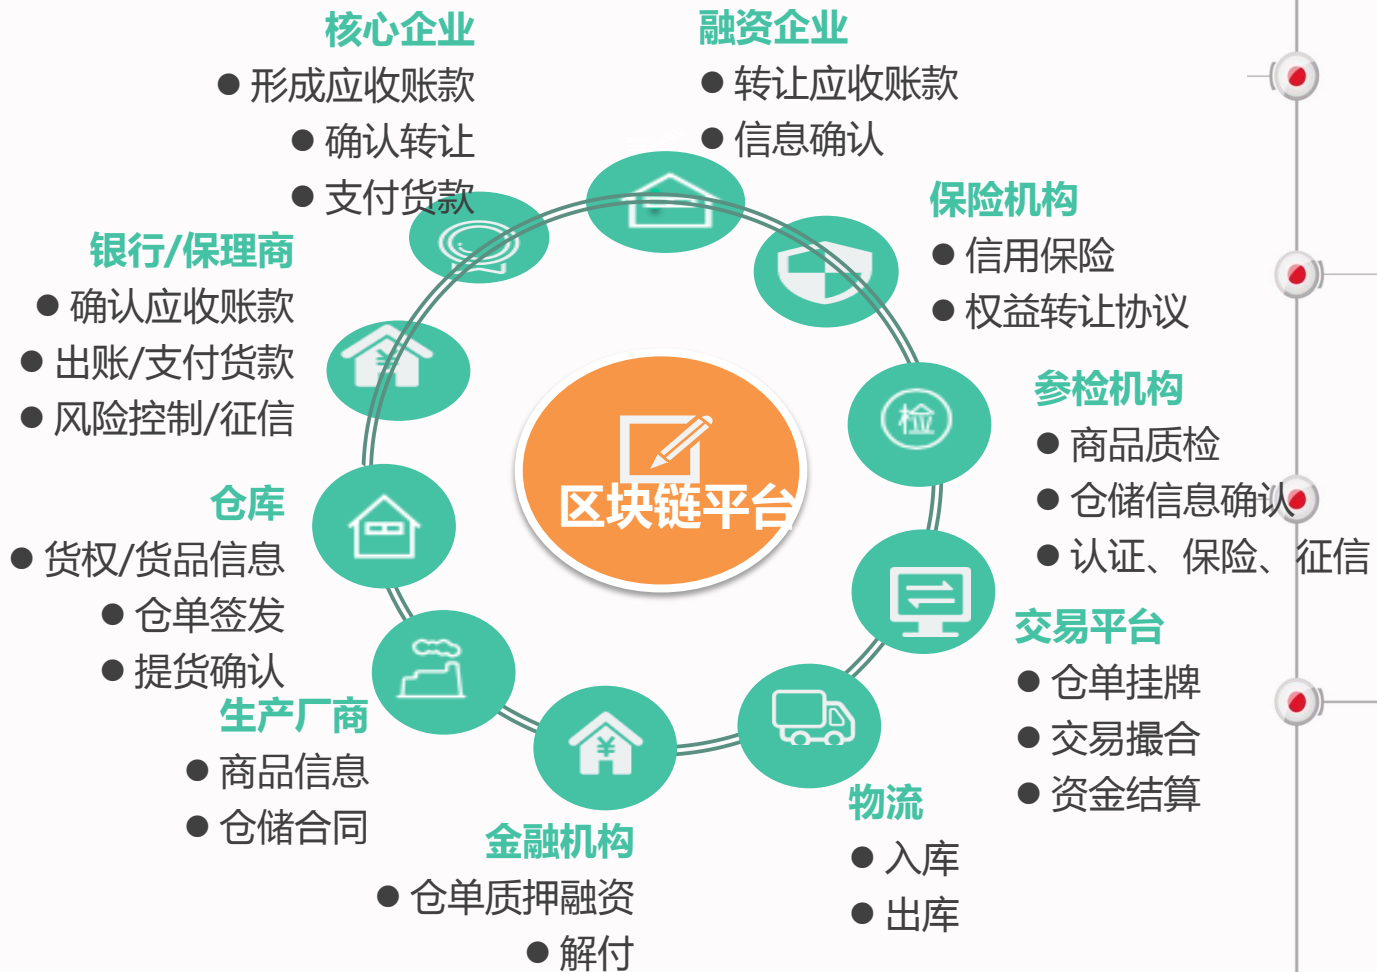 核心企业
● 形成应收账款
● 确认转让
● 支付货款
融资企业
● 转让应收账款
● 信息确认
保险机构
● 信用保险
● 权益转让协议
银行/保理商
● 确认应收账款
● 出账/支付货款
● 风险控制/征信
参检机构
● 商品质检
● 仓储信息确认
● 认证、保险、征信
检
¥
区块链平台
仓库
● 货权/货品信息
● 仓单签发
● 提货确认
交易平台
● 仓单挂牌
● 交易撮合
● 资金结算
生产厂商
● 商品信息
● 仓储合同
¥
金融机构
● 仓单质押融资
● 解付
物流
● 入库
● 出库